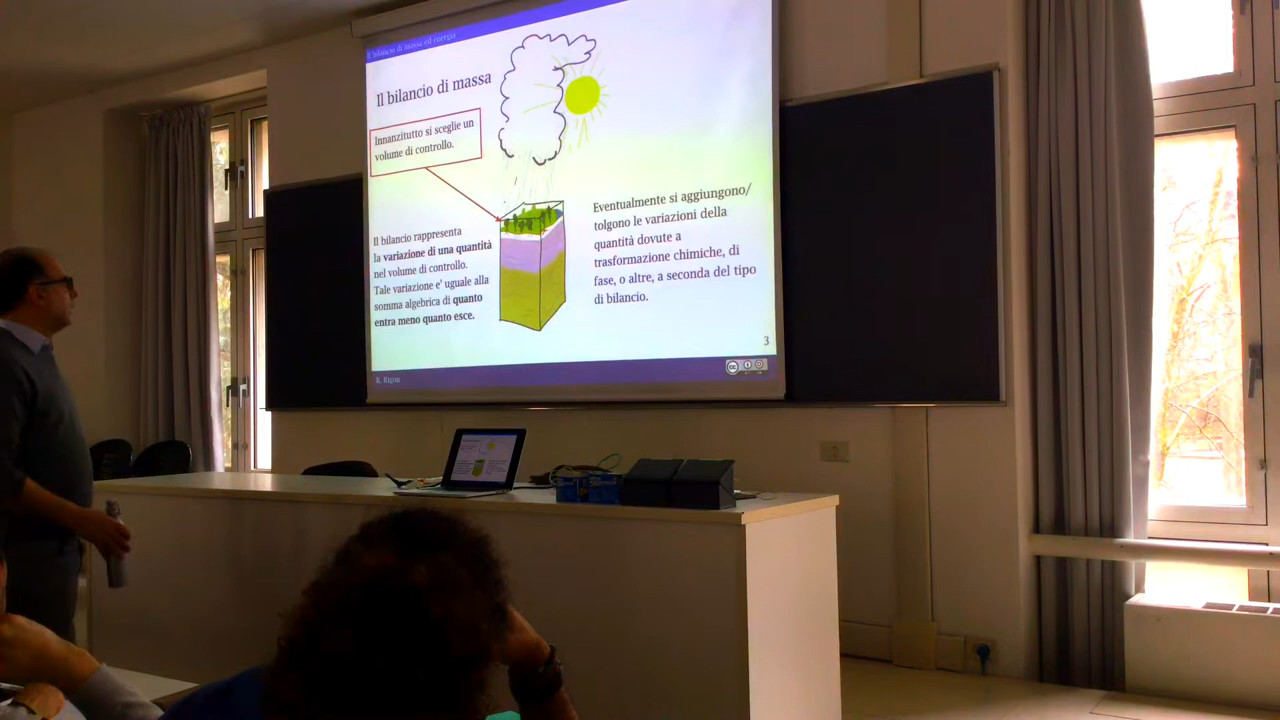 Il bilancio di massa ed energia
Il bilancio di massa
Innanzitutto si sceglie un
volume di controllo.
Il bilancio rappresenta
la variazione di una quantità
nel volume di controllo.
Tale variazione e' uguale alla
somma algebrica di quanto
entra meno quanto esce.
Eventualmente si aggiungono/
tolgono le variazioni della
quantità dovute a
trasformazione chimiche, di
fase, o altre, a seconda del tipo
di bilancio.
3
R. Rigon
cc